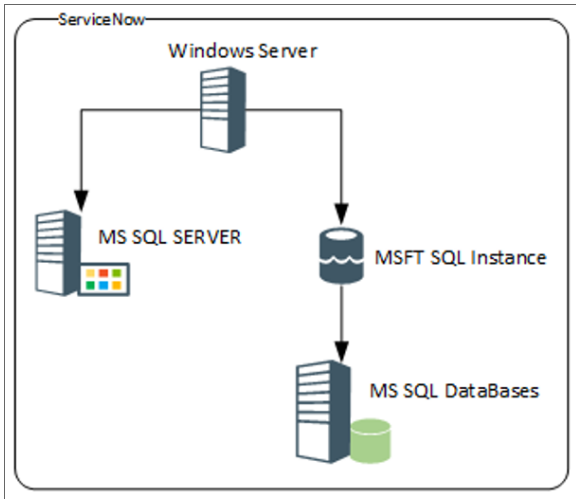 ServiceNow
Windows Server
MS SQL SERVER
MSFT SQL Instance
MS SQL DataBases